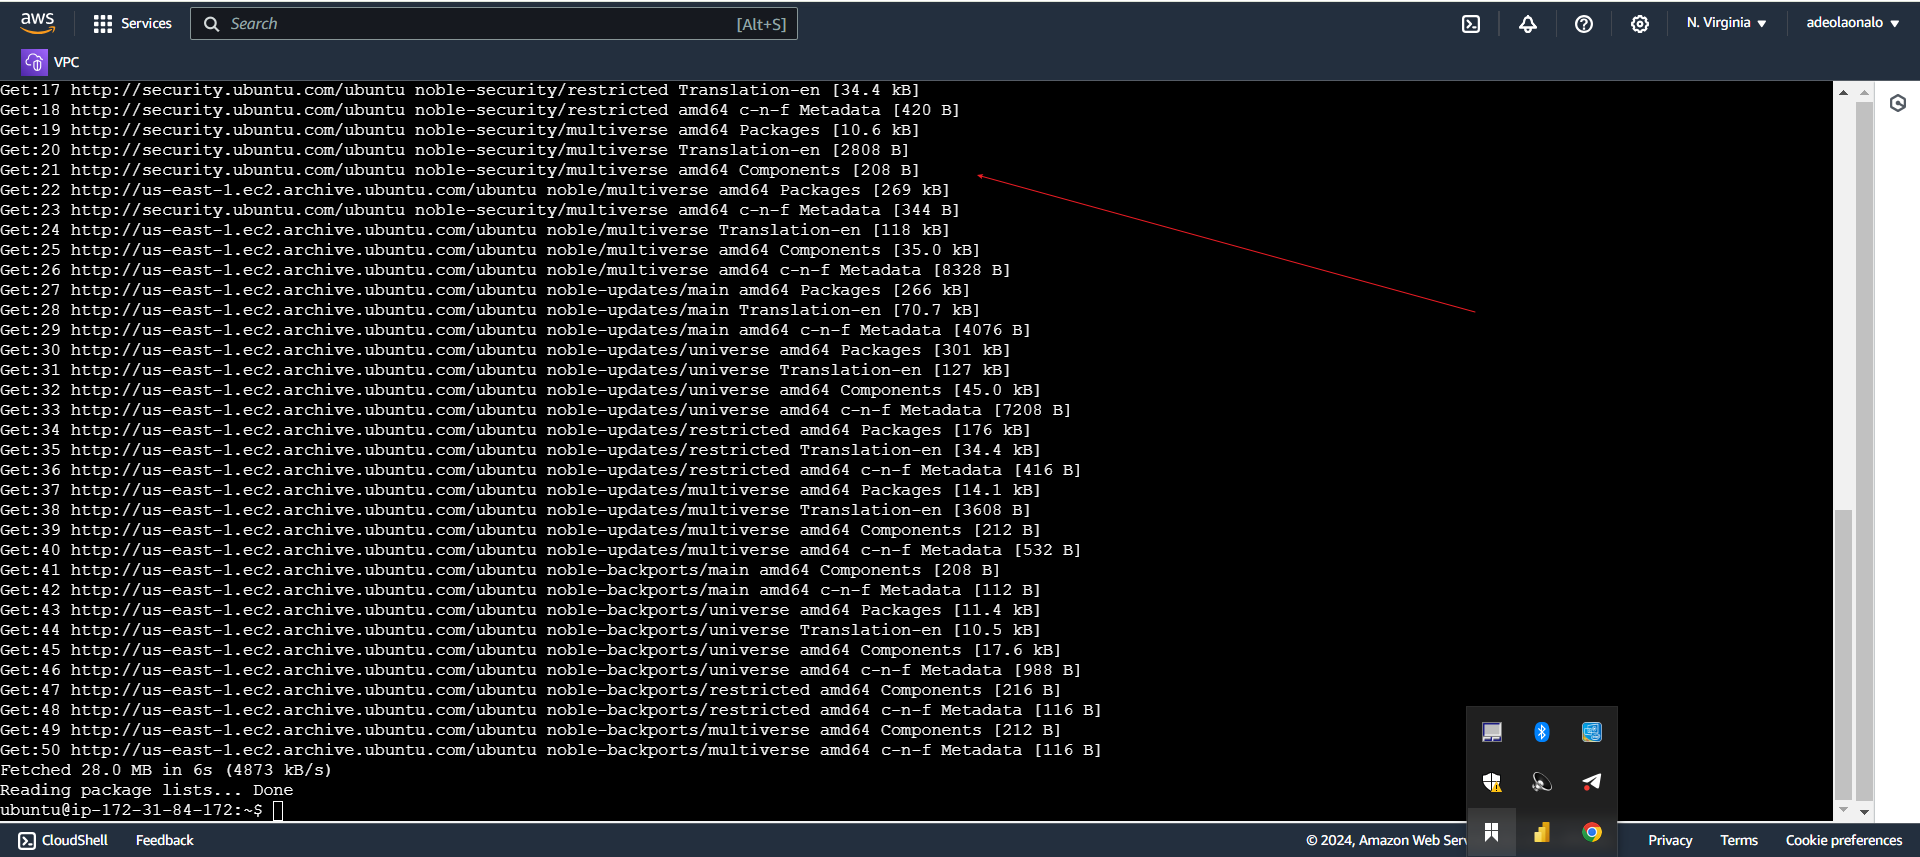 aws Services Search [Alt+S] N. Virginia adeolaonalo
VPC
Get:17 http://security.ubuntu.com/ubuntu noble-security/restricted Translation-en [34.4 kB]
Get:18 http://security.ubuntu.com/ubuntu noble-security/restricted amd64 c-n-f Metadata [420 B]
Get:19 http://security.ubuntu.com/ubuntu noble-security/multiverse amd64 Packages [10.6 kB]
Get:20 http://security.ubuntu.com/ubuntu noble-security/multiverse Translation-en [2808 B]
Get:21 http://security.ubuntu.com/ubuntu noble-security/multiverse amd64 Components [208 B]
Get:22 http://us-east-1.ec2.archive.ubuntu.com/ubuntu noble/multiverse amd64 Packages [269 kB]
Get:23 http://security.ubuntu.com/ubuntu noble-security/multiverse amd64 c-n-f Metadata [344 B]
Get:24 http://us-east-1.ec2.archive.ubuntu.com/ubuntu noble/multiverse Translation-en [118 kB]
Get:25 http://us-east-1.ec2.archive.ubuntu.com/ubuntu noble/multiverse amd64 Components [35.0 kB]
Get:26 http://us-east-1.ec2.archive.ubuntu.com/ubuntu noble/multiverse amd64 c-n-f Metadata [8328 B]
Get:27 http://us-east-1.ec2.archive.ubuntu.com/ubuntu noble-updates/main amd64 Packages [266 kB]
Get:28 http://us-east-1.ec2.archive.ubuntu.com/ubuntu noble-updates/main Translation-en [70.7 kB]
Get:29 http://us-east-1.ec2.archive.ubuntu.com/ubuntu noble-updates/main amd64 c-n-f Metadata [4076 B]
Get:30 http://us-east-1.ec2.archive.ubuntu.com/ubuntu noble-updates/universe amd64 Packages [301 kB]
Get:31 http://us-east-1.ec2.archive.ubuntu.com/ubuntu noble-updates/universe Translation-en [127 kB]
Get:32 http://us-east-1.ec2.archive.ubuntu.com/ubuntu noble-updates/universe amd64 Components [45.0 kB]
Get:33 http://us-east-1.ec2.archive.ubuntu.com/ubuntu noble-updates/universe amd64 c-n-f Metadata [7208 B]
Get:34 http://us-east-1.ec2.archive.ubuntu.com/ubuntu noble-updates/restricted amd64 Packages [176 kB]
Get:35 http://us-east-1.ec2.archive.ubuntu.com/ubuntu noble-updates/restricted Translation-en [34.4 kB]
Get:36 http://us-east-1.ec2.archive.ubuntu.com/ubuntu noble-updates/restricted amd64 c-n-f Metadata [416 B]
Get:37 http://us-east-1.ec2.archive.ubuntu.com/ubuntu noble-updates/multiverse amd64 Packages [14.1 kB]
Get:38 http://us-east-1.ec2.archive.ubuntu.com/ubuntu noble-updates/multiverse Translation-en [3608 B]
Get:39 http://us-east-1.ec2.archive.ubuntu.com/ubuntu noble-updates/multiverse amd64 Components [212 B]
Get:40 http://us-east-1.ec2.archive.ubuntu.com/ubuntu noble-updates/multiverse amd64 c-n-f Metadata [532 B]
Get:41 http://us-east-1.ec2.archive.ubuntu.com/ubuntu noble-backports/main amd64 Components [208 B]
Get:42 http://us-east-1.ec2.archive.ubuntu.com/ubuntu noble-backports/main amd64 c-n-f Metadata [112 B]
Get:43 http://us-east-1.ec2.archive.ubuntu.com/ubuntu noble-backports/universe amd64 Packages [11.4 kB]
Get:44 http://us-east-1.ec2.archive.ubuntu.com/ubuntu noble-backports/universe Translation-en [10.5 kB]
Get:45 http://us-east-1.ec2.archive.ubuntu.com/ubuntu noble-backports/universe amd64 Components [17.6 kB]
Get:46 http://us-east-1.ec2.archive.ubuntu.com/ubuntu noble-backports/universe amd64 c-n-f Metadata [988 B]
Get:47 http://us-east-1.ec2.archive.ubuntu.com/ubuntu noble-backports/restricted amd64 Components [216 B]
Get:48 http://us-east-1.ec2.archive.ubuntu.com/ubuntu noble-backports/restricted amd64 c-n-f Metadata [116 B]
Get:49 http://us-east-1.ec2.archive.ubuntu.com/ubuntu noble-backports/multiverse amd64 Components [212 B]
Get:50 http://us-east-1.ec2.archive.ubuntu.com/ubuntu noble-backports/multiverse amd64 c-n-f Metadata [116 B]
Fetched 28.0 MB in 6s (4873 kB/s)
Reading package lists... Done
ubuntu@ip-172-31-84-172:~$
CloudShell Feedback © 2024, Amazon Web Serv Privacy Terms Cookie preferences